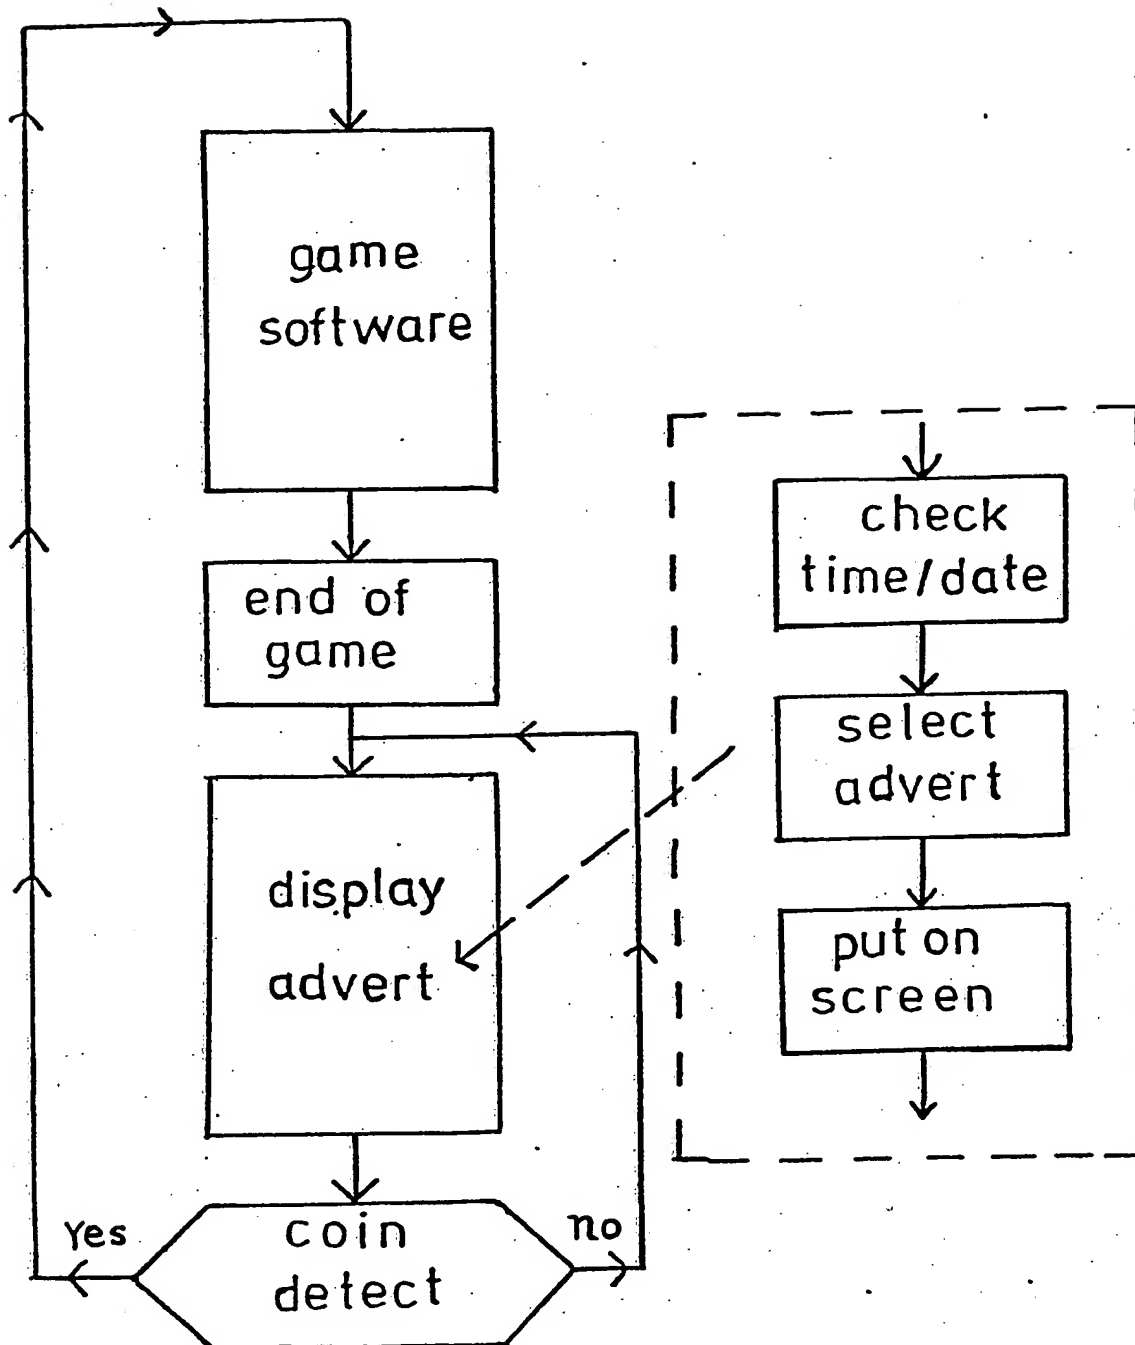 game
software
end of
game
display
advert
coin
detect
Yes
no
check
time/date
select
advert
put on
screen